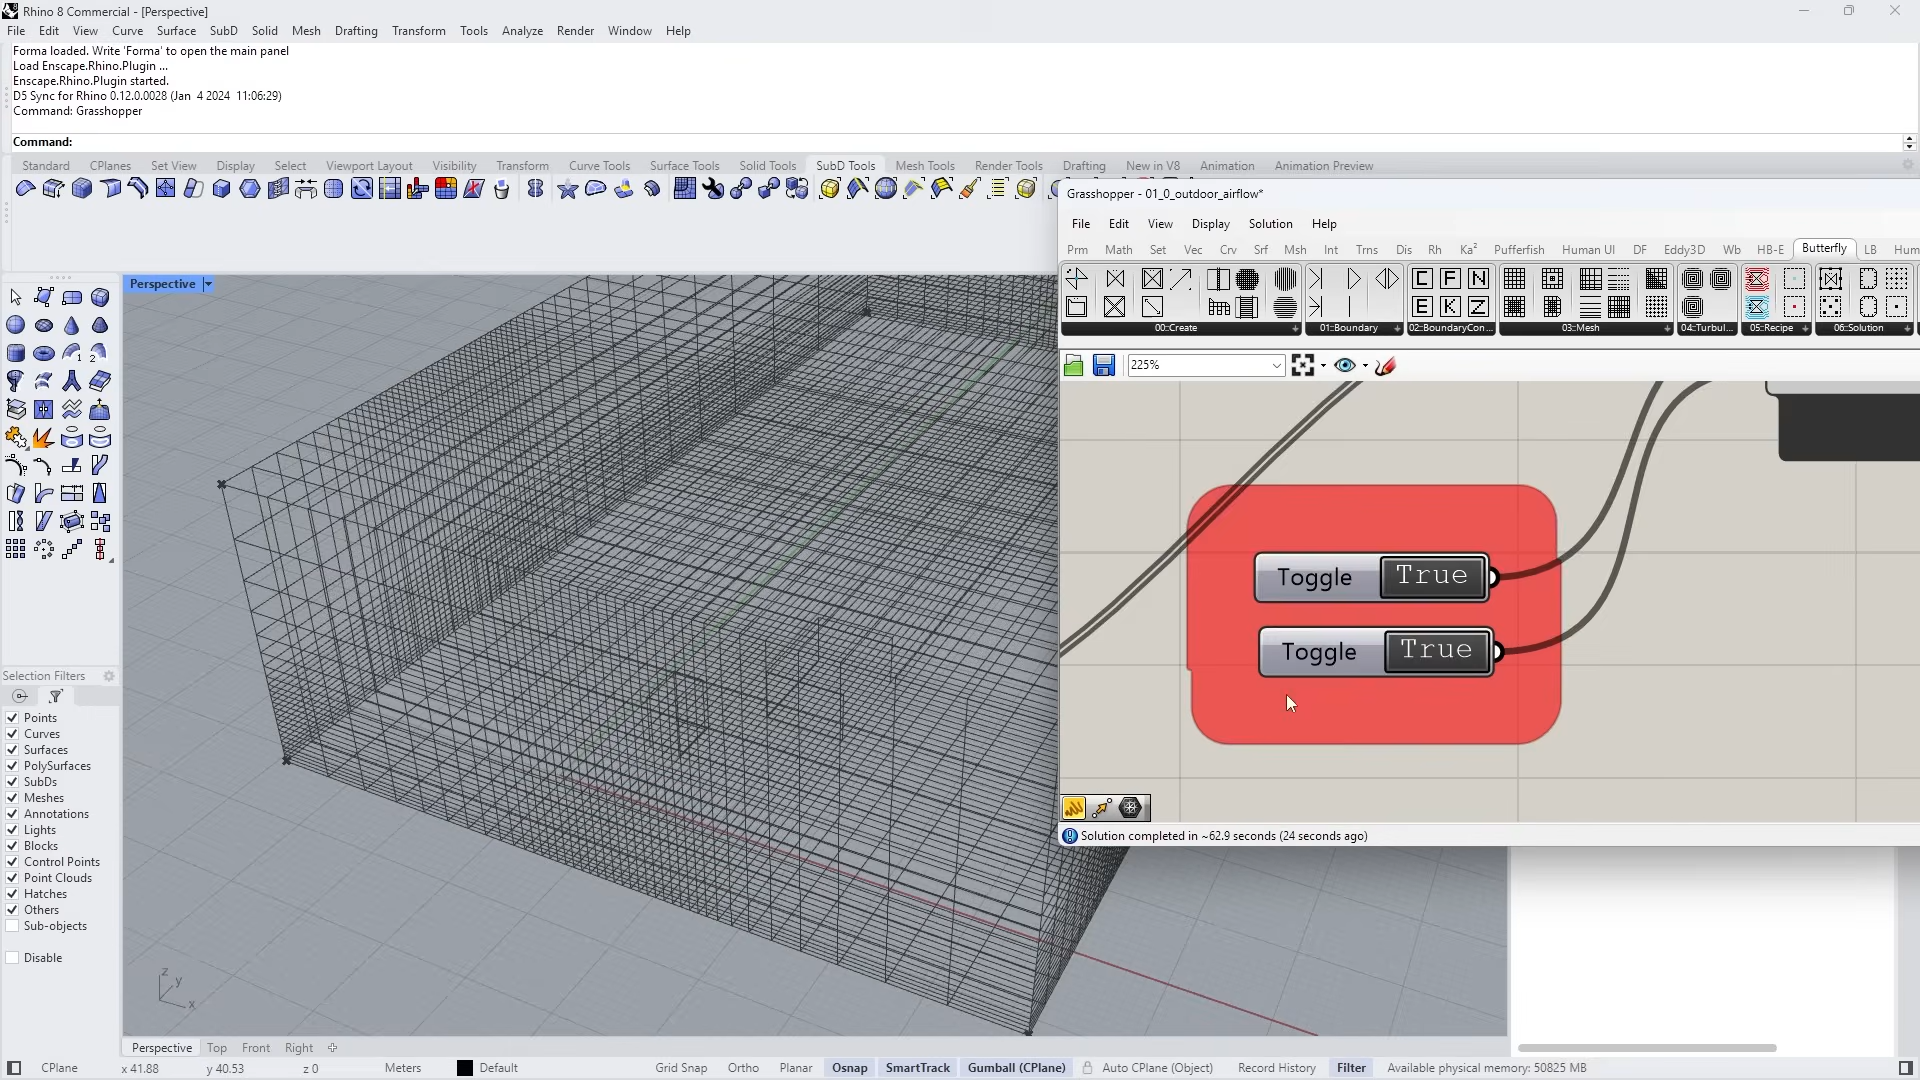 Rhino 8 Commercial - [Perspective]
File Edit View Curve Surface SubD Solid Mesh Drafting Transform Tools Analyze Render Window Help
Forma loaded. Write 'Forma' to open the main panel
Load Enscape.Rhino.Plugin ...
Enscape.Rhino.Plugin started.
D5 Sync for Rhino 0.12.0.0028 (Jan 4 2024 11:06:29)
Command: Grasshopper
Command:
Standard CPlanes Set View Display Select Viewport Layout Visibility Transform Curve Tools Surface Tools Solid Tools SubD Tools Mesh Tools Render Tools Drafting New in V8 Animation Animation Preview
Grasshopper - 01_0_outdoor_airflow*
File Edit View Display Solution Help
Prm Math Set Vec Crv Srf Msh Int Trns Dis Rh Ka² Pufferfish Human UI DF Eddy3D Wb HB-E Butterfly LB Hum
C F N
E K Z
00::Create 01::Boundary 02::BoundaryCon... 03::Mesh 04::Turbul... 05::Recipe 06::Solution
225%
Perspective
Toggle True
Toggle True
Solution completed in ~62.9 seconds (24 seconds ago)
Selection Filters
Points
Curves
Surfaces
PolySurfaces
SubDs
Meshes
Annotations
Lights
Blocks
Control Points
Point Clouds
Hatches
Others
Sub-objects
Disable
z
y
x
Perspective Top Front Right
CPlane x 41.88 y 40.53 z 0 Meters Default Grid Snap Ortho Planar Osnap SmartTrack Gumball (CPlane) Auto CPlane (Object) Record History Filter Available physical memory: 50825 MB